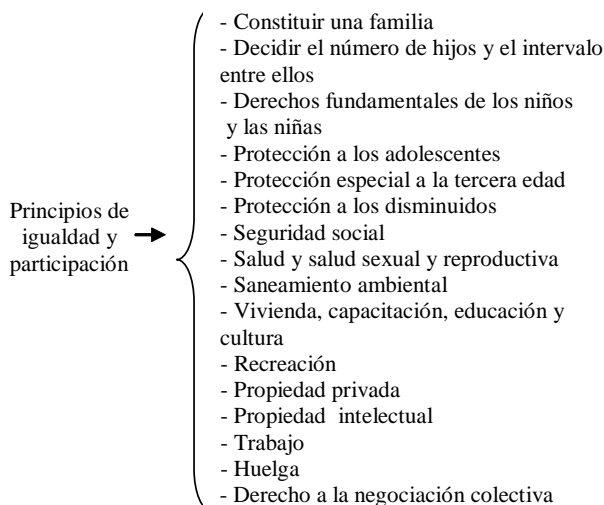 Principios de
igualdad y
participación
- Constituir una familia
- Decidir el número de hijos y el intervalo
entre ellos
- Derechos fundamentales de los niños
y las niñas
- Protección a los adolescentes
- Protección especial a la tercera edad
- Protección a los disminuidos
- Seguridad social
- Salud y salud sexual y reproductiva
- Saneamiento ambiental
- Vivienda, capacitación, educación y
cultura
- Recreación
- Propiedad privada
- Propiedad intelectual
- Trabajo
- Huelga
- Derecho a la negociación colectiva